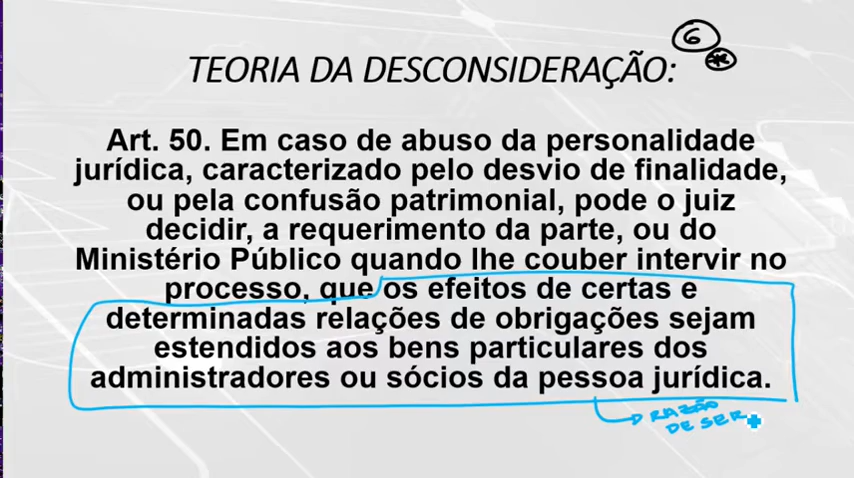 6
*
TEORIA DA DESCONSIDERAÇÃO:
Art. 50. Em caso de abuso da personalidade
jurídica, caracterizado pelo desvio de finalidade,
ou pela confusão patrimonial, pode o juiz
decidir, a requerimento da parte, ou do
Ministério Público quando lhe couber intervir no
processo, que os efeitos de certas e
determinadas relações de obrigações sejam
estendidos aos bens particulares dos
administradores ou sócios da pessoa jurídica.
RAZÃO
DE SER